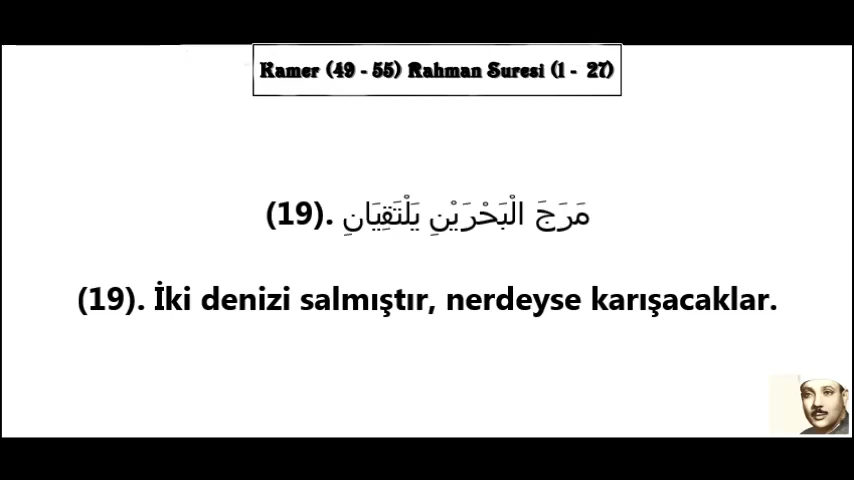 Kamer (49 - 55) Rahman Suresi (1 - 27)
(19). مَرَجَ الْبَحْرَيْنِ يَلْتَقِيَانِ
(19). İki denizi salmıştır, nerdeyse karışacaklar.